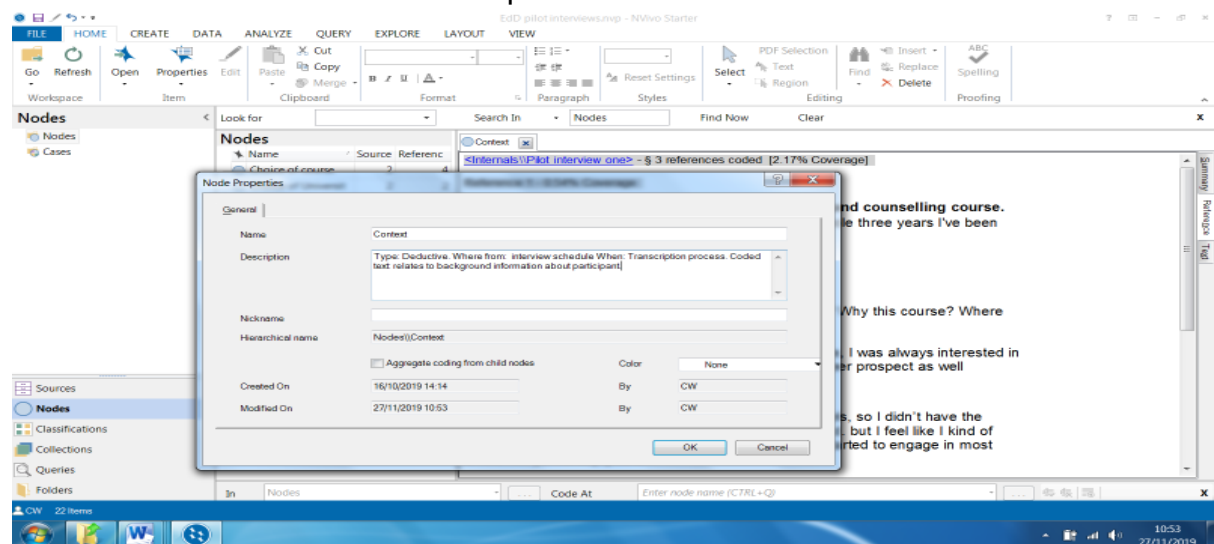 EdD pilot interviews.nvp - NVivo Starter
FILE HOME CREATE DATA ANALYZE QUERY EXPLORE LAYOUT VIEW
Go Refresh Open Properties Edit Paste Cut Copy Merge
B I U A Reset Settings Select PDF Selection Text Region Find Insert Replace Delete ABC Spelling
Workspace Item Clipboard Format Paragraph Styles Editing Proofing
Nodes Look for Search In Nodes Find Now Clear x
Nodes
Cases
Nodes
Name Source Referenc
Choice of course 2 4
Context
<Internals\\Pilot interview one> - § 3 references coded [2.17% Coverage]
Summary Reference Text
Node Properties
General
Name Context
Description Type: Deductive. Where from: interview schedule When: Transcription process. Coded
text relates to background information about participant
Nickname
Hierarchical name Nodes\\Context
Aggregate coding from child nodes Color None
Created On 16/10/2019 14:14 By CW
Modified On 27/11/2019 10:53 By CW
OK Cancel
nd counselling course.
le three years I've been
Why this course? Where
I was always interested in
er prospect as well
s, so I didn't have the
but I feel like I kind of
rted to engage in most
Sources
Nodes
Classifications
Collections
Queries
Folders
In Nodes Code At Enter node name (CTRL+Q) x
CW 22 Items
10:53
27/11/2019